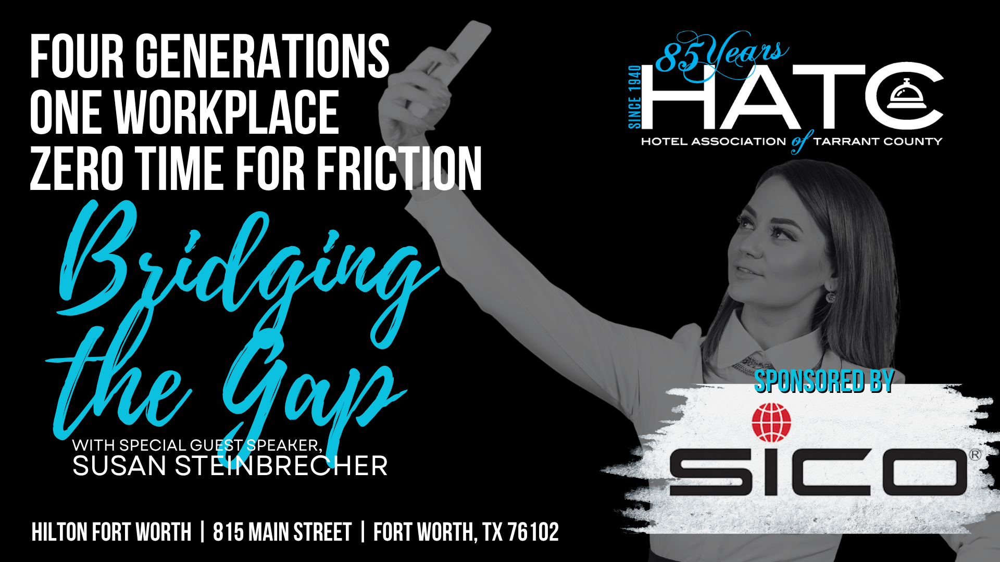 FOUR GENERATIONS
ONE WORKPLACE
ZERO TIME FOR FRICTION
Bridging
the Gap
WITH SPECIAL GUEST SPEAKER,
SUSAN STEINBRECHER
HILTON FORT WORTH | 815 MAIN STREET | FORT WORTH, TX 76102
85 Years
SINCE 1940
HATC
HOTEL ASSOCIATION of TARRANT COUNTY
SPONSORED BY
SICO®